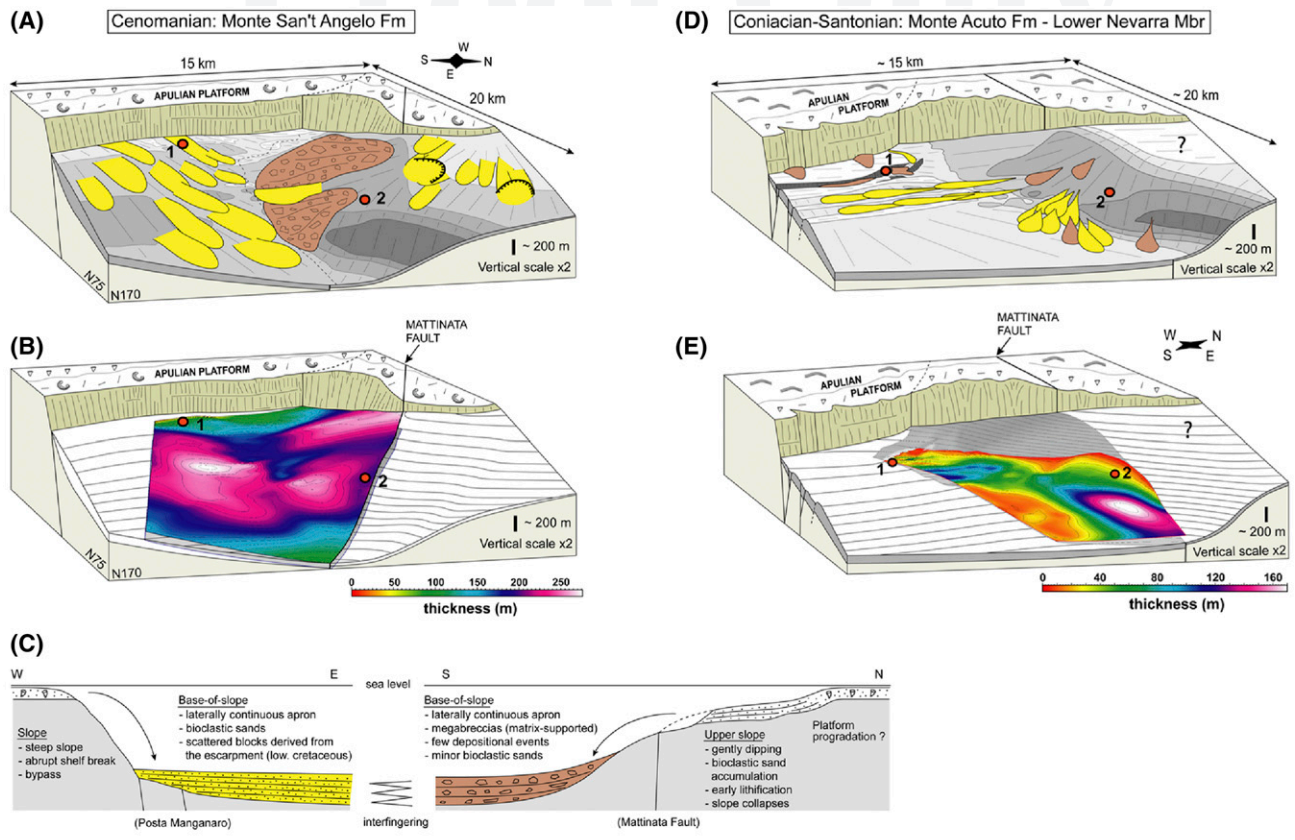 (A)
Cenomanian: Monte San't Angelo Fm
15 km
W
S
N
E
20 km
APULIAN PLATFORM
1
2
~ 200 m
Vertical scale x2
N75
N170
(D)
Coniacian-Santonian: Monte Acuto Fm - Lower Nevarra Mbr
~ 15 km
~ 20 km
APULIAN
PLATFORM
?
1
2
~ 200 m
Vertical scale x2
(B)
MATTINATA
FAULT
APULIAN PLATFORM
1
2
~ 200 m
Vertical scale x2
N75
N170
0 50 100 150 200 250
thickness (m)
(E)
MATTINATA
FAULT
W N
S E
APULIAN
PLATFORM
?
1
2
~ 200 m
Vertical scale x2
0 40 80 120 160
thickness (m)
(C)
W
E
sea level
S
N
Slope
- steep slope
- abrupt shelf break
- bypass
Base-of-slope
- laterally continuous apron
- bioclastic sands
- scattered blocks derived from
the escarpment (low. cretaceous)
(Posta Manganaro)
interfingering
Base-of-slope
- laterally continuous apron
- megabreccias (matrix-supported)
- few depositional events
- minor bioclastic sands
(Mattinata Fault)
Upper slope
- gently dipping
- bioclastic sand
accumulation
- early lithification
- slope collapses
Platform
progradation ?